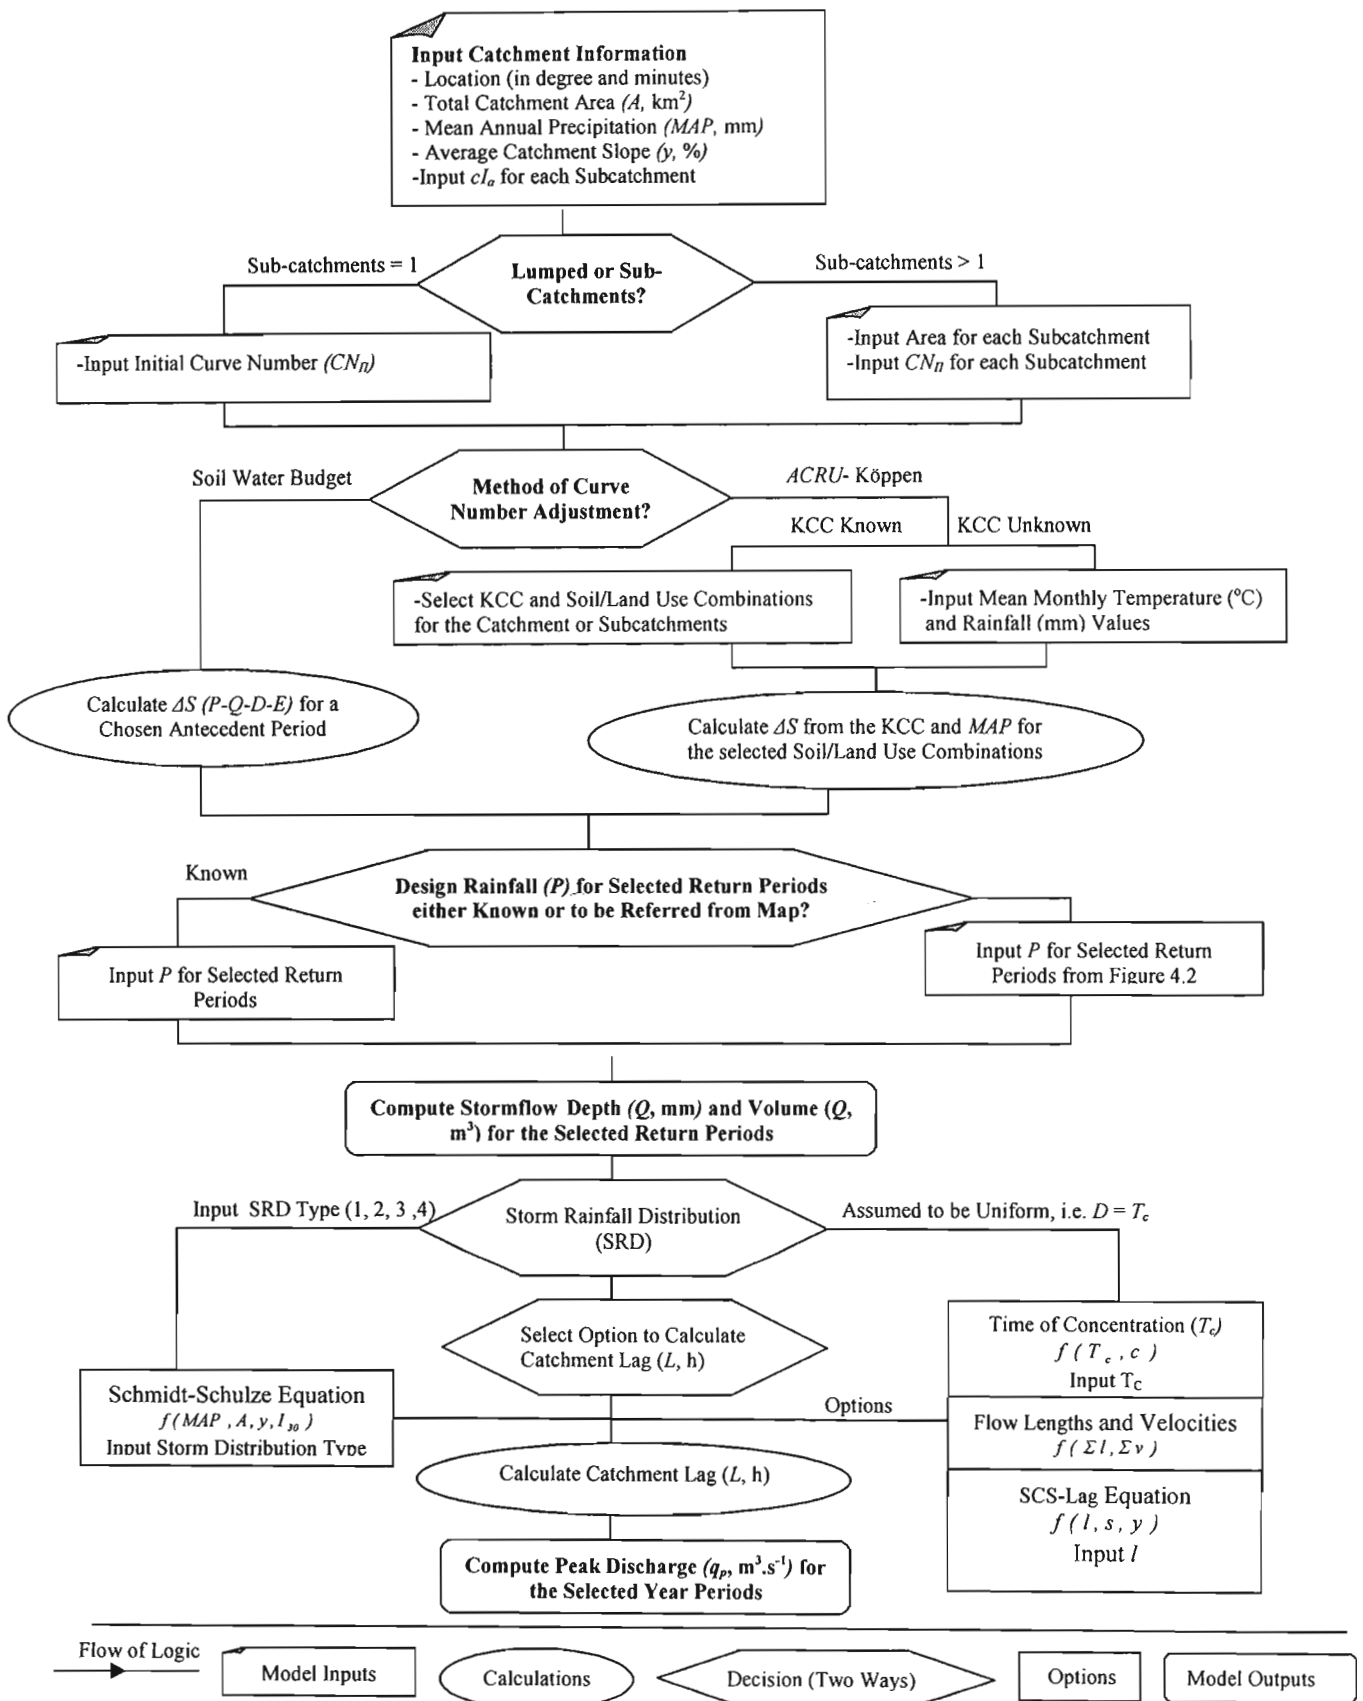 Input Catchment Information
- Location (in degree and minutes)
- Total Catchment Area (A, km²)
- Mean Annual Precipitation (MAP, mm)
- Average Catchment Slope (y, %)
-Input cIₐ for each Subcatchment
Sub-catchments = 1
Lumped or Sub-
Catchments?
Sub-catchments > 1
-Input Initial Curve Number (CN_II)
-Input Area for each Subcatchment
-Input CN_II for each Subcatchment
Soil Water Budget
Method of Curve
Number Adjustment?
ACRU- Köppen
KCC Known
KCC Unknown
-Select KCC and Soil/Land Use Combinations
for the Catchment or Subcatchments
-Input Mean Monthly Temperature (°C)
and Rainfall (mm) Values
Calculate ΔS (P-Q-D-E) for a
Chosen Antecedent Period
Calculate ΔS from the KCC and MAP for
the selected Soil/Land Use Combinations
Known
Design Rainfall (P) for Selected Return Periods
either Known or to be Referred from Map?
Input P for Selected Return
Periods
Input P for Selected Return
Periods from Figure 4.2
Compute Stormflow Depth (Q, mm) and Volume (Q,
m³) for the Selected Return Periods
Input SRD Type (1, 2, 3 ,4)
Storm Rainfall Distribution
(SRD)
Assumed to be Uniform, i.e. D = T_c
Select Option to Calculate
Catchment Lag (L, h)
Time of Concentration (T_c)
f ( T_c , c )
Input T_C
Schmidt-Schulze Equation
f( MAP , A, y, I₃₀ )
Input Storm Distribution Type
Options
Flow Lengths and Velocities
f ( Σ l , Σ v )
Calculate Catchment Lag (L, h)
SCS-Lag Equation
f ( l , s , y )
Input l
Compute Peak Discharge (q_p, m³.s⁻¹) for
the Selected Year Periods
Flow of Logic
Model Inputs
Calculations
Decision (Two Ways)
Options
Model Outputs